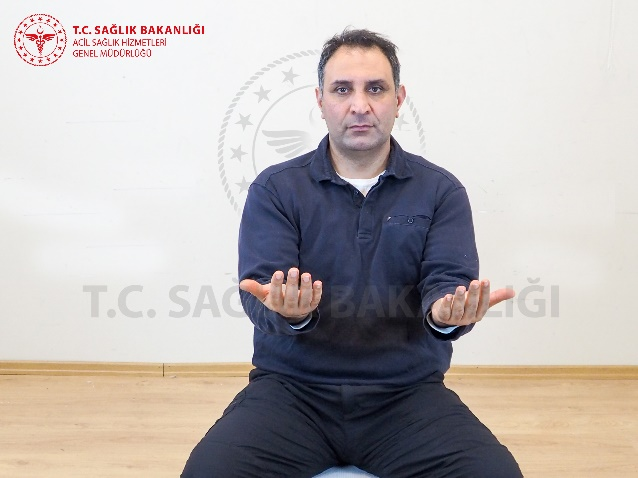 T.C. SAĞLIK BAKANLIĞI
ACİL SAĞLIK HİZMETLERİ
GENEL MÜDÜRLÜĞÜ
T.C. SAĞLIK BAKANLIĞI